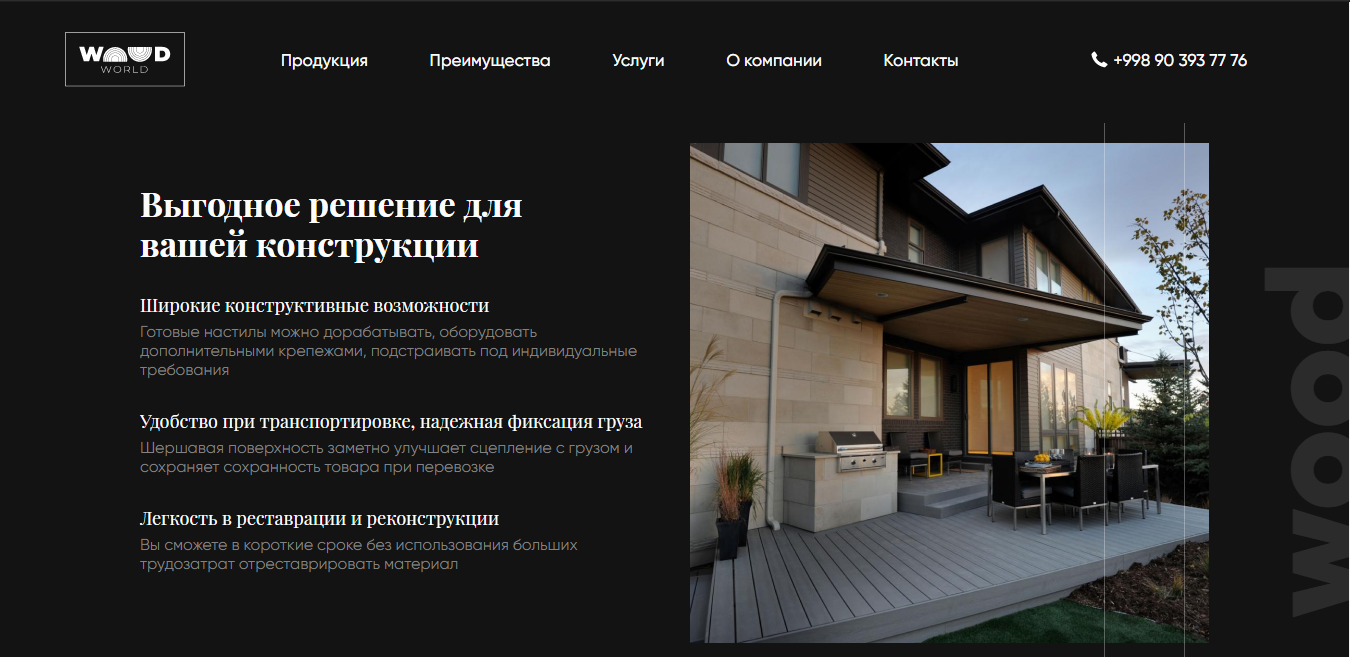 WOOD
WORLD
Продукция
Преимущества
Услуги
О компании
Контакты
+998 90 393 77 76
Выгодное решение для
вашей конструкции
Широкие конструктивные возможности
Готовые настилы можно дорабатывать, оборудовать
дополнительными крепежами, подстраивать под индивидуальные
требования
Удобство при транспортировке, надежная фиксация груза
Шершавая поверхность заметно улучшает сцепление с грузом и
сохраняет сохранность товара при перевозке
Легкость в реставрации и реконструкции
Вы сможете в короткие сроке без использования больших
трудозатрат отреставрировать материал
wood